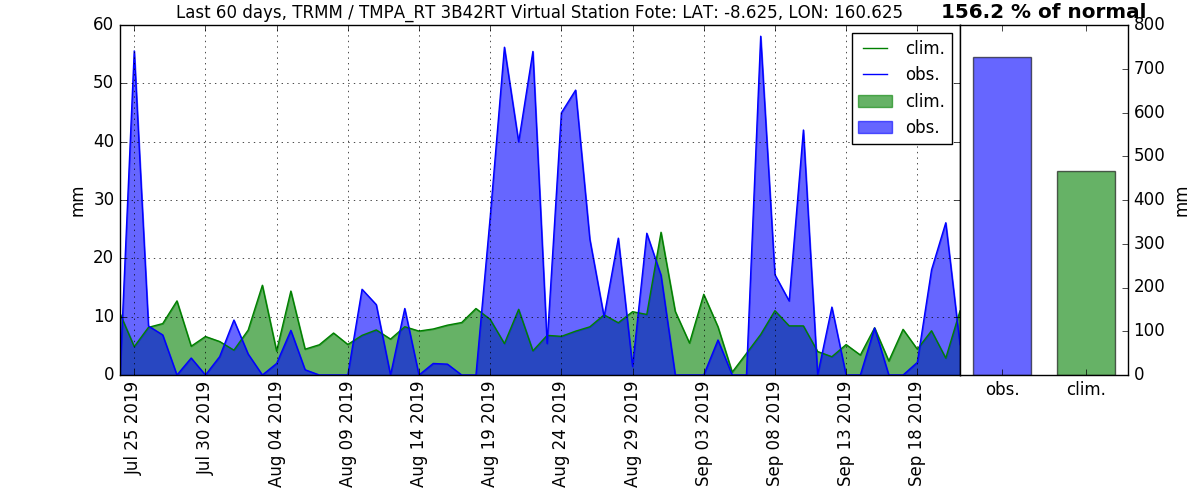 Last 60 days, TRMM / TMPA_RT 3B42RT Virtual Station Fote: LAT: -8.625, LON: 160.625
156.2 % of normal
60
50
40
30
20
10
0
mm
clim.
obs.
clim.
obs.
800
700
600
500
400
300
200
100
0
mm
obs.
clim.
Jul 25 2019
Jul 30 2019
Aug 04 2019
Aug 09 2019
Aug 14 2019
Aug 19 2019
Aug 24 2019
Aug 29 2019
Sep 03 2019
Sep 08 2019
Sep 13 2019
Sep 18 2019